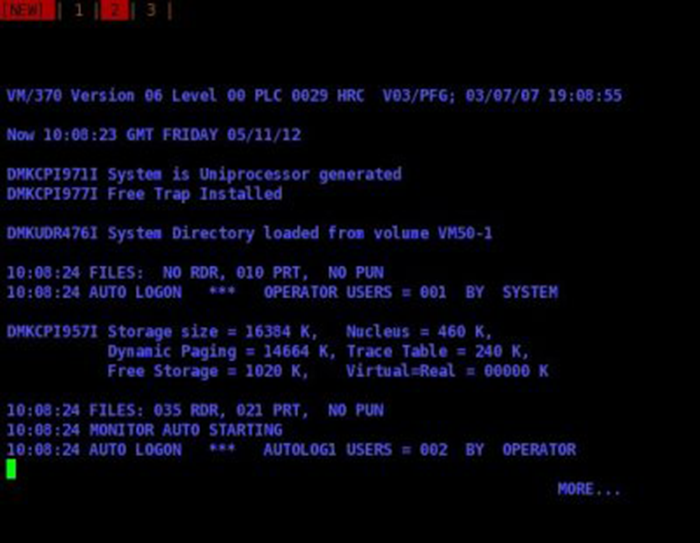 [NEW] | 1 | 2 | 3 |
VM/370 Version 06 Level 00 PLC 0029 HRC  V03/PFG; 03/07/07 19:08:55
Now 10:08:23 GMT FRIDAY 05/11/12
DMKCPI971I System is Uniprocessor generated
DMKCPI977I Free Trap Installed
DMKUDR476I System Directory loaded from volume VM50-1
10:08:24 FILES:  NO RDR, 010 PRT,  NO PUN
10:08:24 AUTO LOGON   ***   OPERATOR USERS = 001  BY  SYSTEM
DMKCPI957I Storage size = 16384 K,   Nucleus = 460 K,
Dynamic Paging = 14664 K, Trace Table = 240 K,
Free Storage = 1020 K,    Virtual=Real = 00000 K
10:08:24 FILES: 035 RDR, 021 PRT,  NO PUN
10:08:24 MONITOR AUTO STARTING
10:08:24 AUTO LOGON   ***   AUTOLOG1 USERS = 002  BY  OPERATOR
MORE...